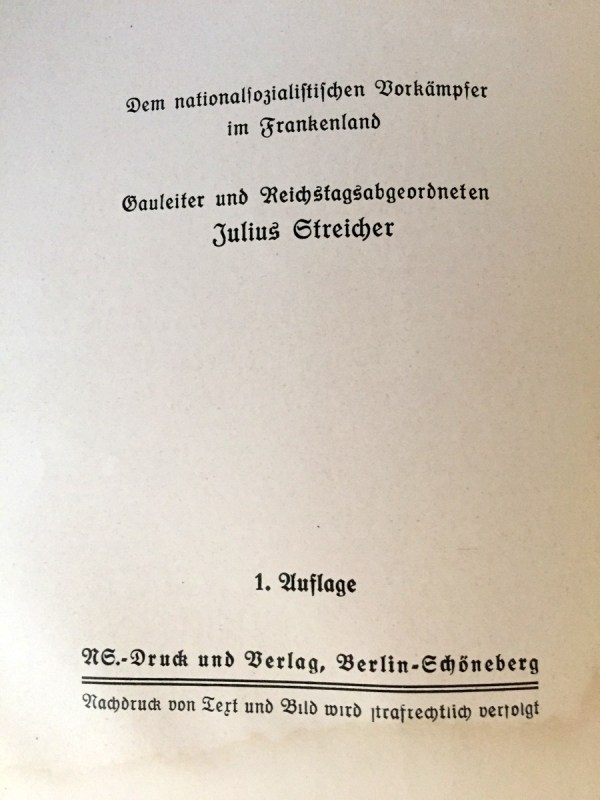 Dem nationalsozialistischen Vorkämpfer
im Frankenland
Gauleiter und Reichstagsabgeordneten
Julius Streicher
1. Auflage
NS.-Druck und Verlag, Berlin-Schöneberg
Nachdruck von Text und Bild wird strafrechtlich verfolgt